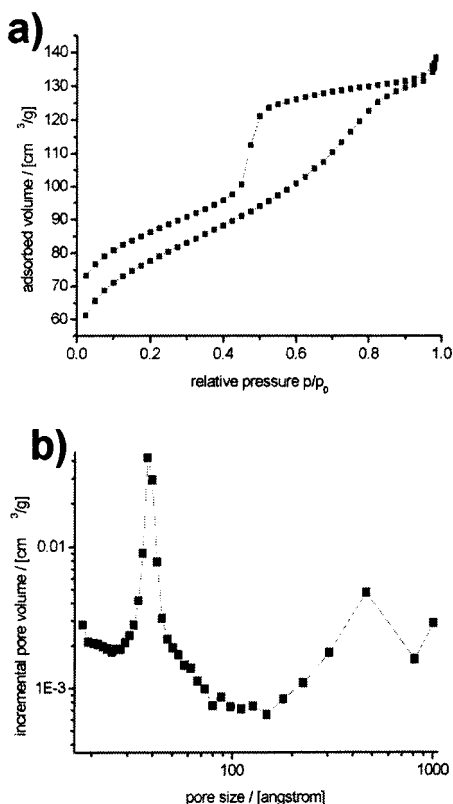 a)
140
130
120
110
100
90
80
70
60
adsorbed volume / [cm ³/g]
0.0 0.2 0.4 0.6 0.8 1.0
relative pressure p/p₀
b)
0.01
1E-3
incremental pore volume / [cm ³/g]
100 1000
pore size / [angstrom]